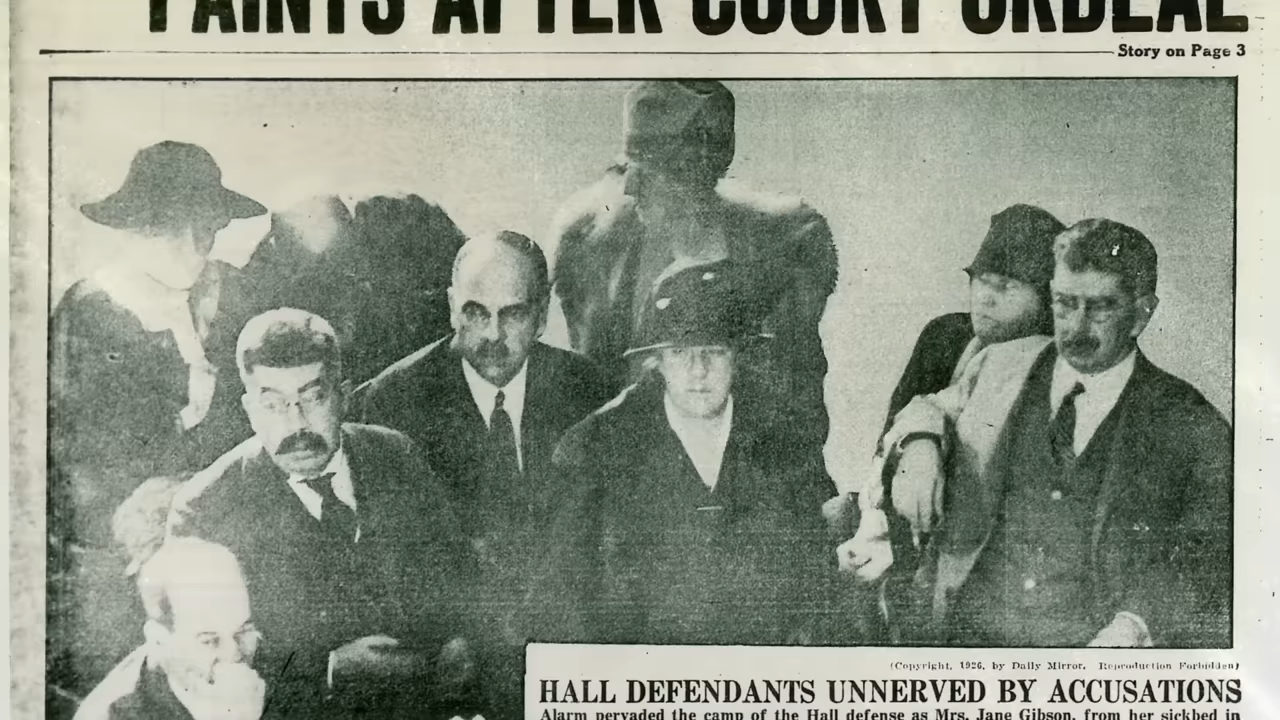 FAINTS AFTER COURT ORDEAL
Story on Page 3
(Copyright, 1926, by Daily Mirror. Reproduction Forbidden)
HALL DEFENDANTS UNNERVED BY ACCUSATIONS
Alarm pervaded the camp of the Hall defense as Mrs. Jane Gibson, from her sickbed in